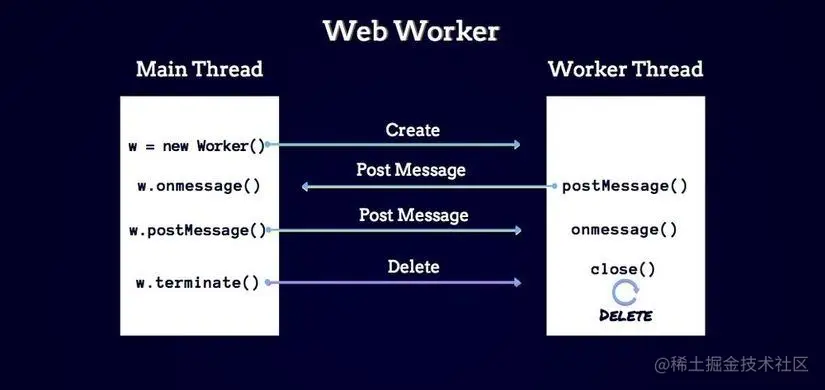 Web Worker
Main Thread
Worker Thread
w = new Worker()
Create
w.onmessage()
Post Message
postMessage()
w.postMessage()
Post Message
onmessage()
w.terminate()
Delete
close()
DELETE
@稀土掘金技术社区